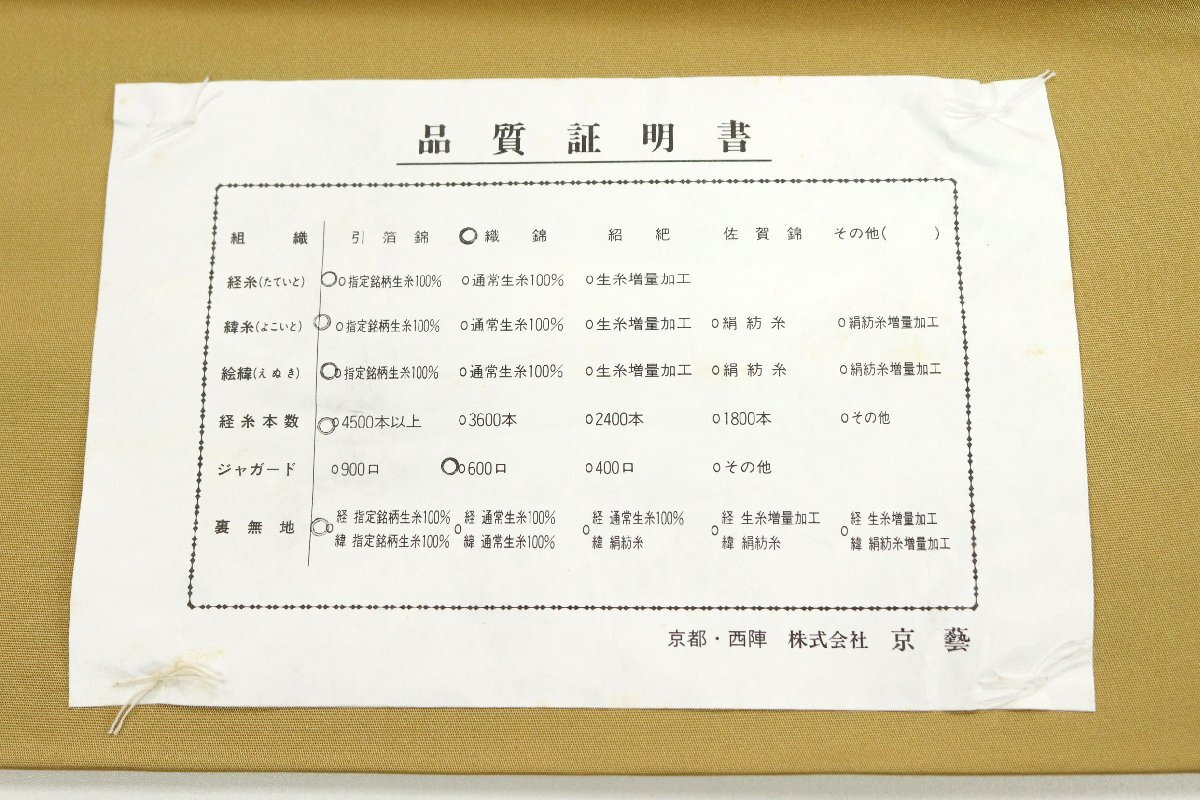 品質証明書
組織 引箔錦 ○織錦 紹紦 佐賀錦 その他( )
経糸(たていと) ○○指定銘柄生糸100% ○通常生糸100% ○生糸増量加工
緯糸(よこいと) ○○指定銘柄生糸100% ○通常生糸100% ○生糸増量加工 ○絹紡糸 ○絹紡糸増量加工
絵緯(えぬき) ○○指定銘柄生糸100% ○通常生糸100% ○生糸増量加工 ○絹紡糸 ○絹紡糸増量加工
経糸本数 ○○4500本以上 ○3600本 ○2400本 ○1800本 ○その他
ジャガード ○900口 ○○600口 ○400口 ○その他
裏無地 ○○経 指定銘柄生糸100% ○経 通常生糸100% ○経 通常生糸100% ○経 生糸増量加工 ○経 生糸増量加工
緯 指定銘柄生糸100% 緯 通常生糸100% 緯 絹紡糸 緯 絹紡糸 緯 絹紡糸増量加工
京都・西陣 株式会社 京藝